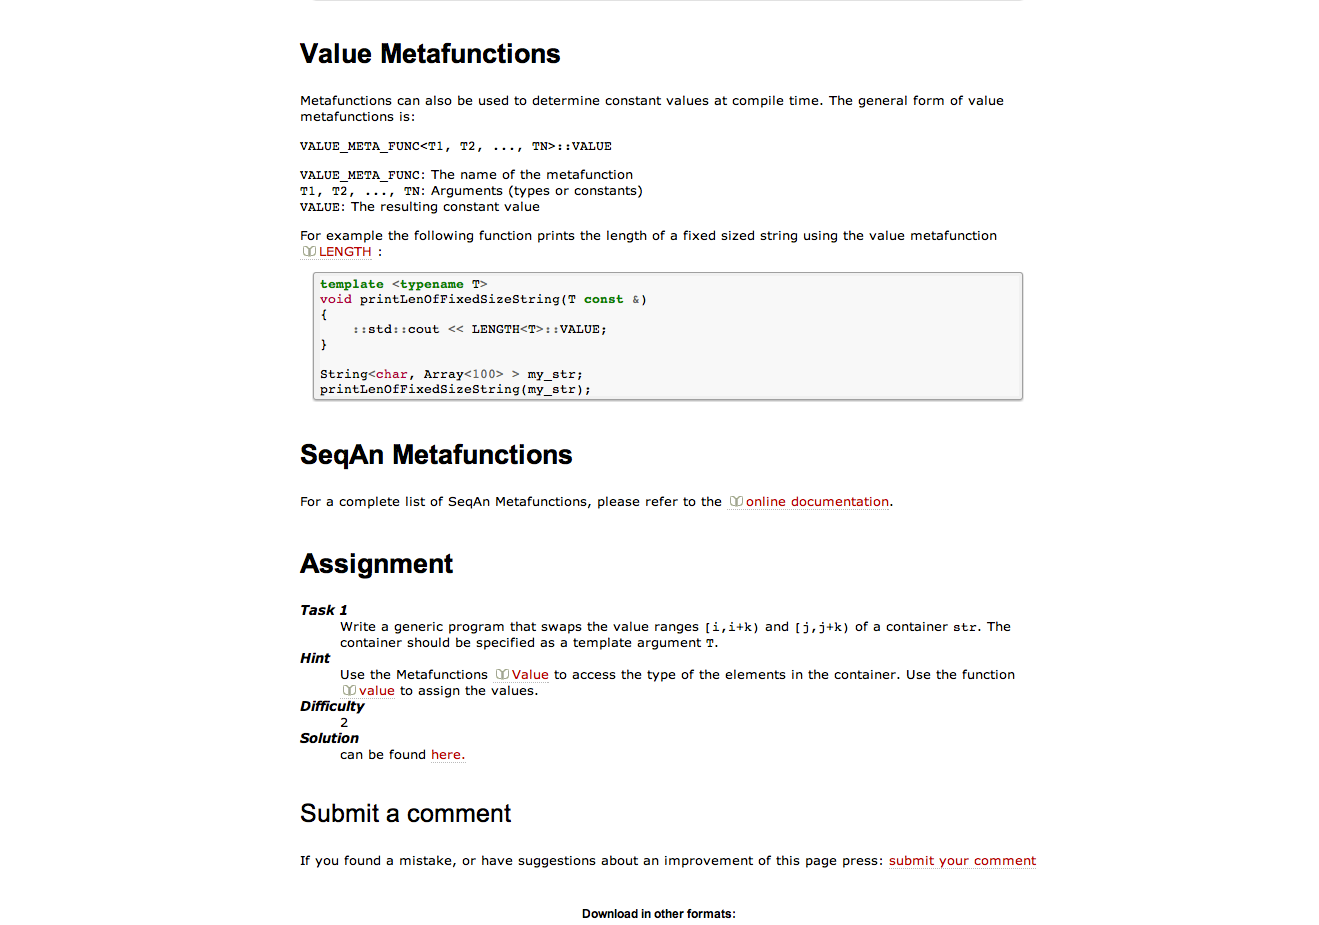 Value Metafunctions
Metafunctions can also be used to determine constant values at compile time. The general form of value
metafunctions is:
VALUE_META_FUNC<T1, T2, ..., TN>::VALUE
VALUE_META_FUNC: The name of the metafunction
T1, T2, ..., TN: Arguments (types or constants)
VALUE: The resulting constant value
For example the following function prints the length of a fixed sized string using the value metafunction
LENGTH :
template <typename T>
void printLenOfFixedSizeString(T const &)
{
    ::std::cout << LENGTH<T>::VALUE;
}
String<char, Array<100> > my_str;
printLenOfFixedSizeString(my_str);
SeqAn Metafunctions
For a complete list of SeqAn Metafunctions, please refer to the online documentation.
Assignment
Task 1
Write a generic program that swaps the value ranges [i,i+k) and [j,j+k) of a container str. The
container should be specified as a template argument T.
Hint
Use the Metafunctions Value to access the type of the elements in the container. Use the function
value to assign the values.
Difficulty
2
Solution
can be found here.
Submit a comment
If you found a mistake, or have suggestions about an improvement of this page press: submit your comment
Download in other formats: